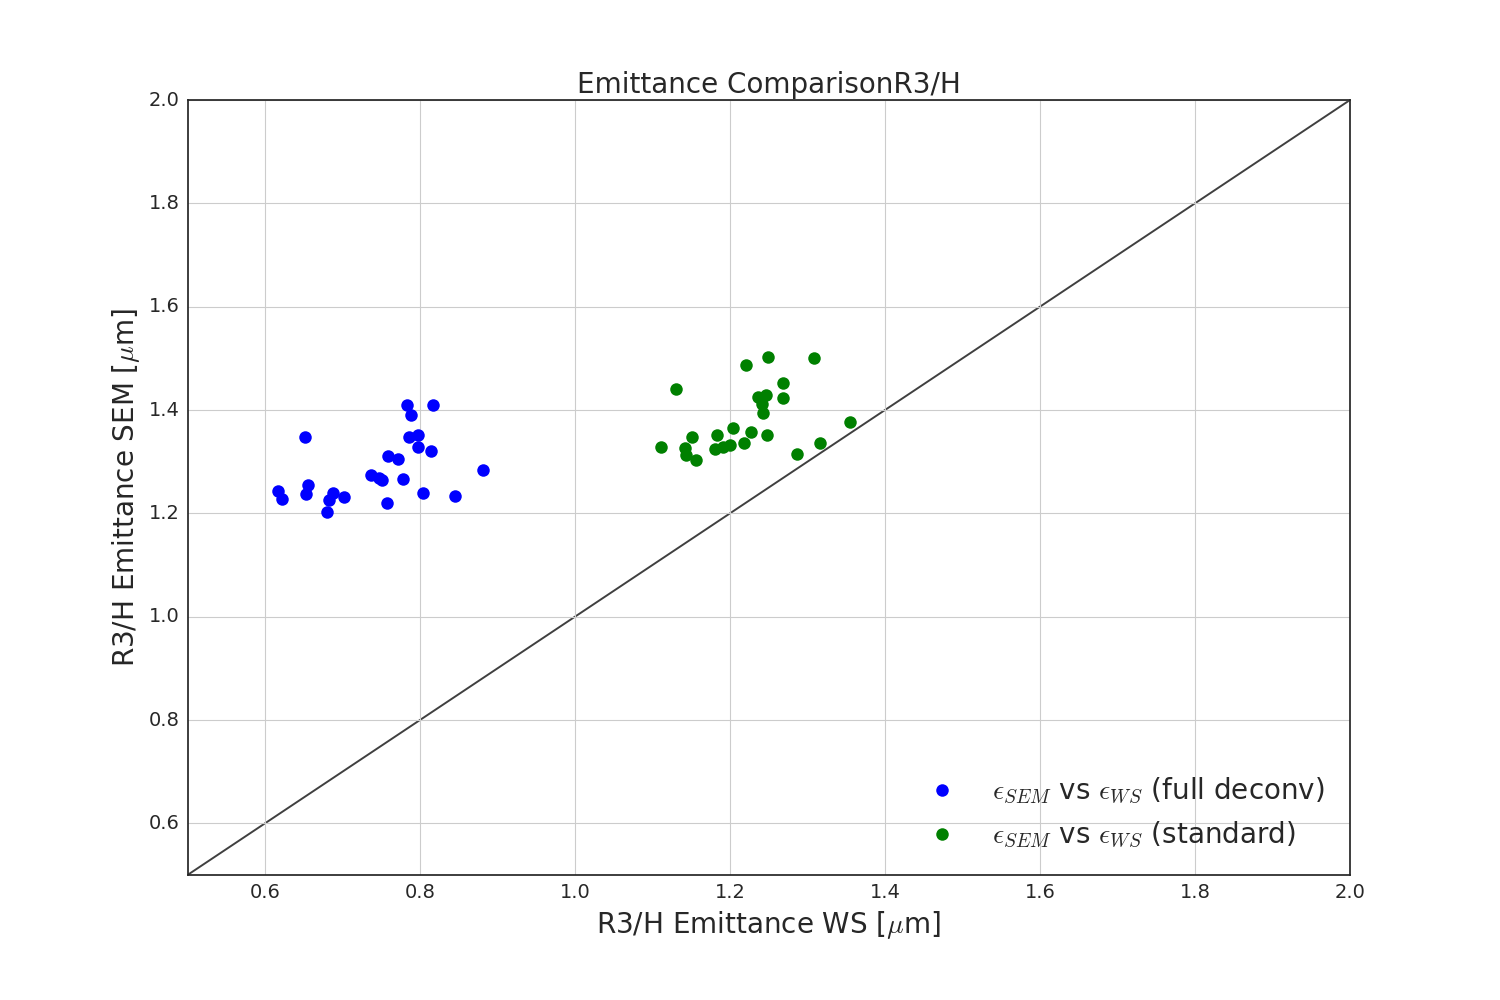 Emittance ComparisonR3/H
2.0
1.8
1.6
1.4
1.2
1.0
0.8
0.6
R3/H Emittance SEM [μm]
ϵSEM vs ϵWS (full deconv)
ϵSEM vs ϵWS (standard)
0.6 0.8 1.0 1.2 1.4 1.6 1.8 2.0
R3/H Emittance WS [μm]